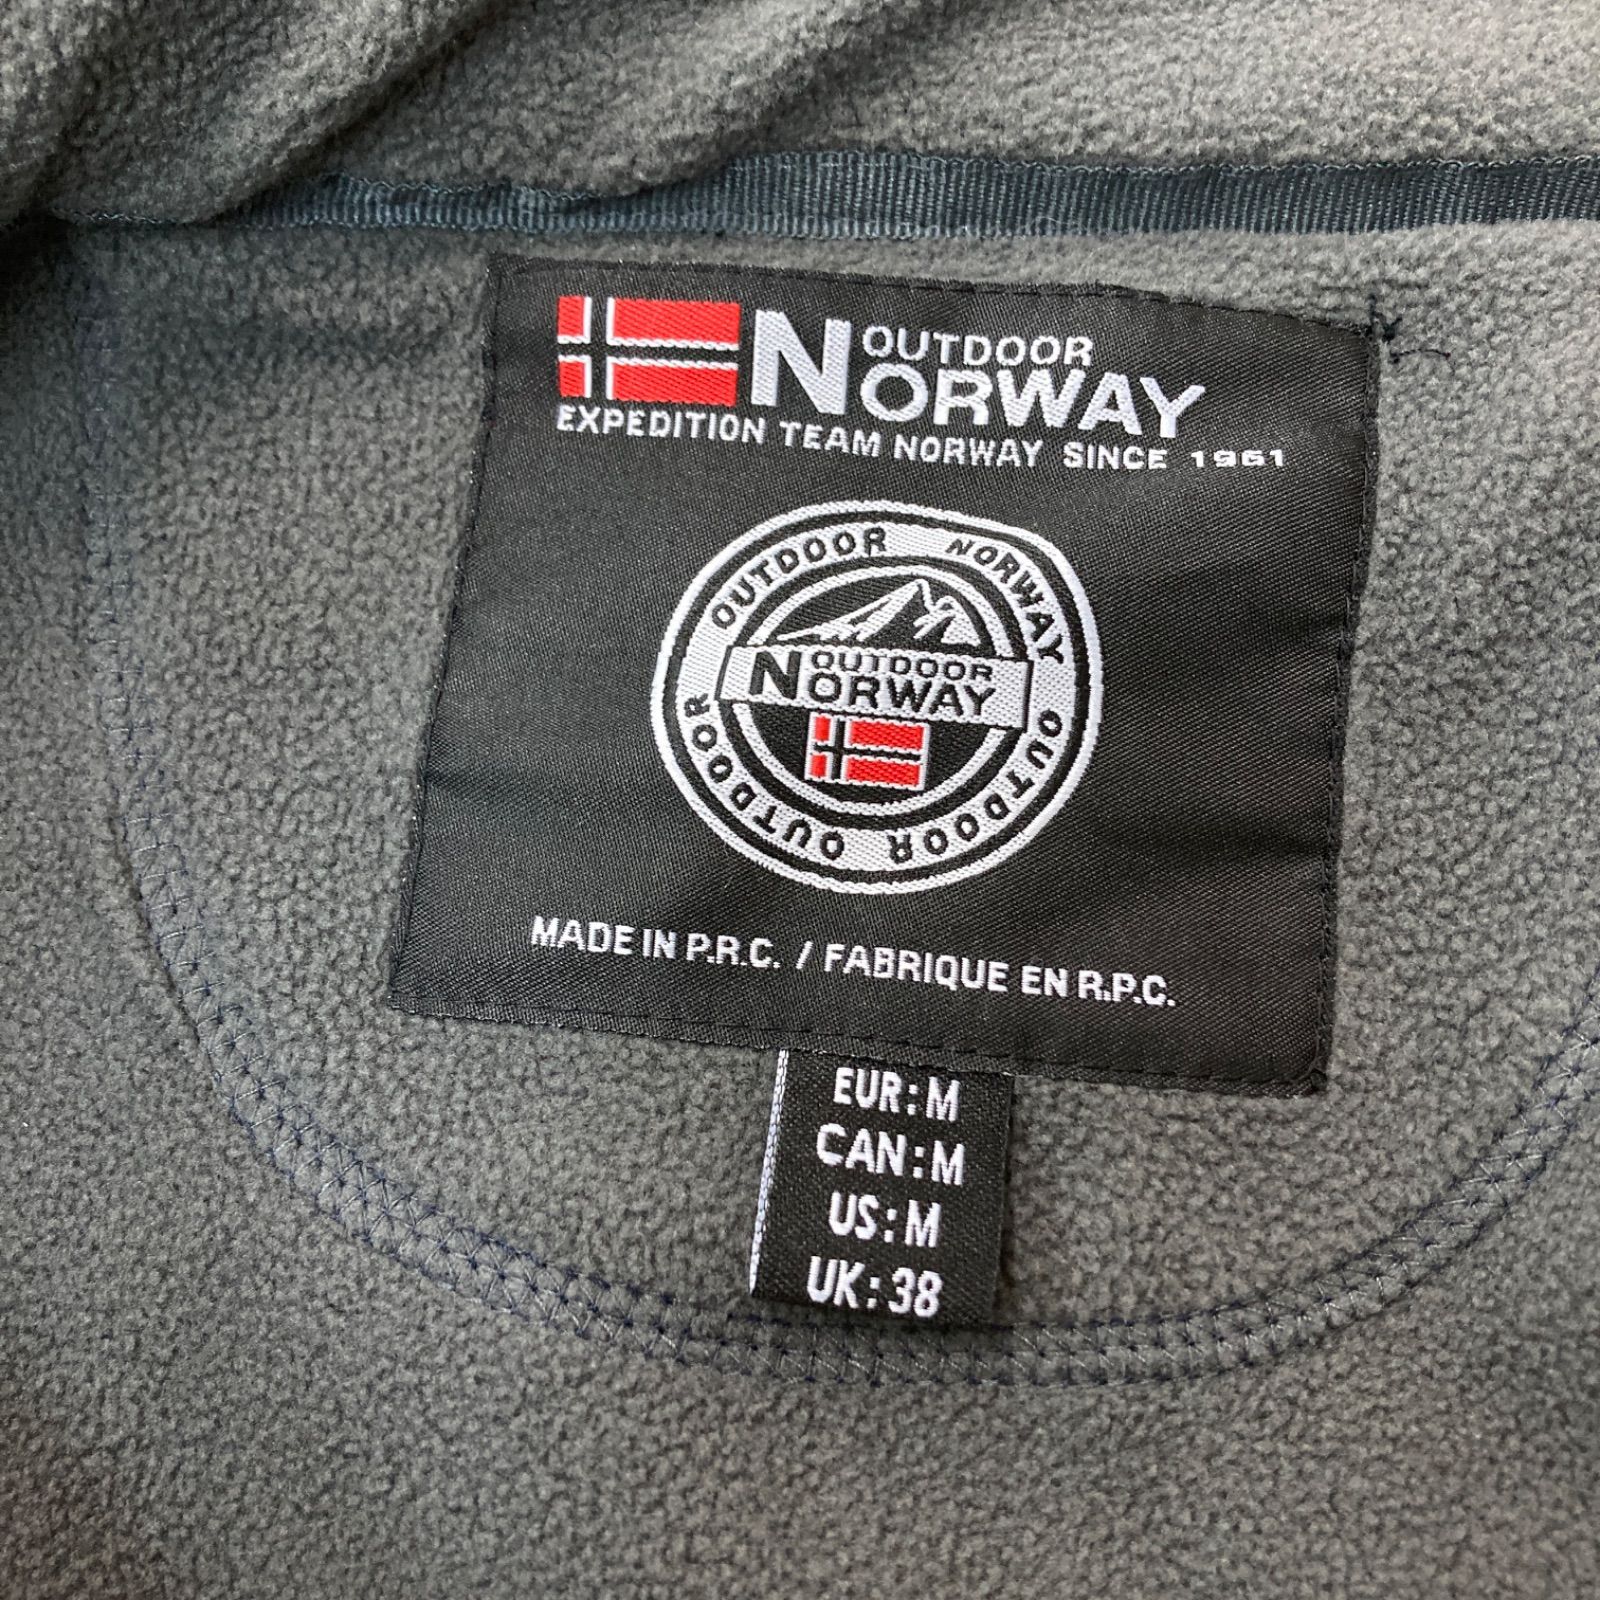 OUTDOOR
NORWAY
EXPEDITION TEAM NORWAY SINCE 1961
OUTDOOR NORWAY OUTDOOR OUTDOOR
OUTDOOR
NORWAY
MADE IN P.R.C. / FABRIQUE EN R.P.C.
EUR:M
CAN:M
US:M
UK:38